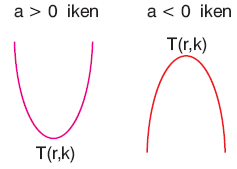 a > 0 iken
a < 0 iken
T(r,k)
T(r,k)